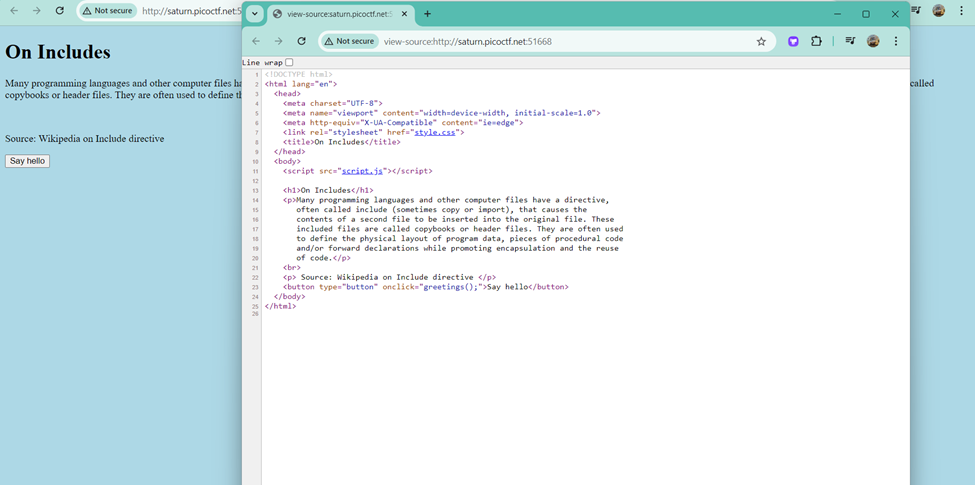 Not secure
http://saturn.picoctf.net:5
On Includes
Many programming languages and other computer files ha
called
copybooks or header files. They are often used to define th
Source: Wikipedia on Include directive
Say hello
view-source:saturn.picoctf.net:5
Not secure
view-source:http://saturn.picoctf.net:51668
Line wrap
1 <!DOCTYPE html>
2 <html lang="en">
3 <head>
4 <meta charset="UTF-8">
5 <meta name="viewport" content="width=device-width, initial-scale=1.0">
6 <meta http-equiv="X-UA-Compatible" content="ie=edge">
7 <link rel="stylesheet" href="style.css">
8 <title>On Includes</title>
9 </head>
10 <body>
11 <script src="script.js"></script>
12
13 <h1>On Includes</h1>
14 <p>Many programming languages and other computer files have a directive,
15 often called include (sometimes copy or import), that causes the
16 contents of a second file to be inserted into the original file. These
17 included files are called copybooks or header files. They are often used
18 to define the physical layout of program data, pieces of procedural code
19 and/or forward declarations while promoting encapsulation and the reuse
20 of code.</p>
21 <br>
22 <p> Source: Wikipedia on Include directive </p>
23 <button type="button" onclick="greetings();">Say hello</button>
24 </body>
25 </html>
26